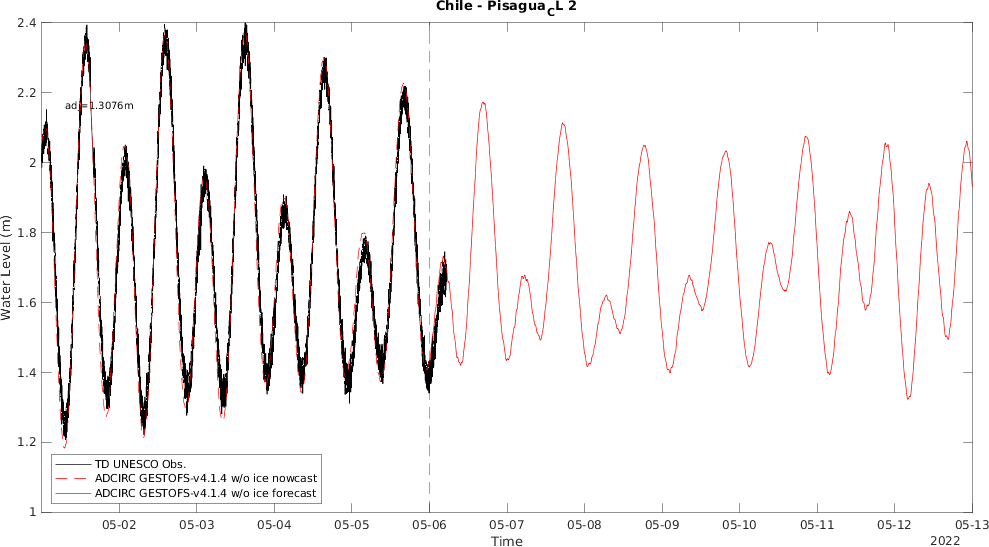 Chile - PisaguaCL 2
2.4
2.2
2
1.8
1.6
1.4
1.2
1
Water Level (m)
adj=1.3076m
TD UNESCO Obs.
ADCIRC GESTOFS-v4.1.4 w/o ice nowcast
ADCIRC GESTOFS-v4.1.4 w/o ice forecast
05-02 05-03 05-04 05-05 05-06 05-07 05-08 05-09 05-10 05-11 05-12 05-13
Time
2022